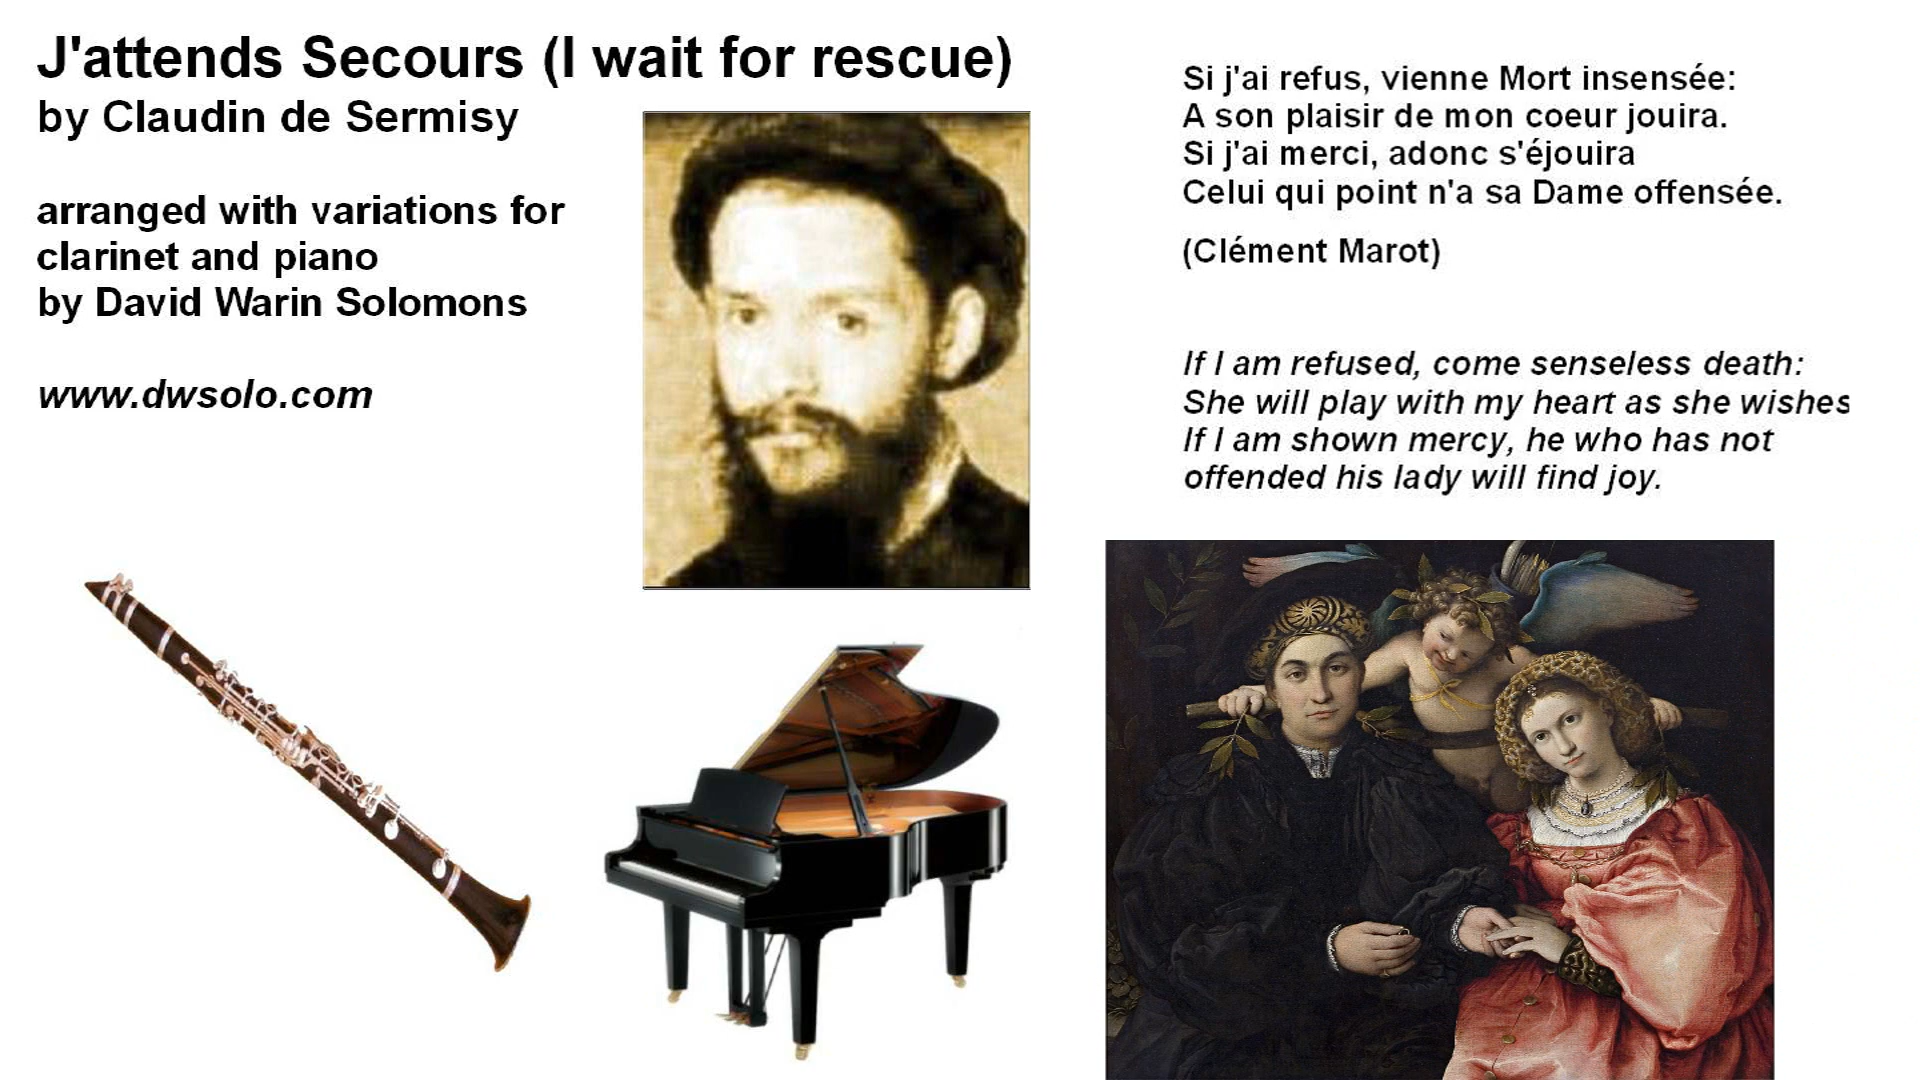 J'attends Secours (I wait for rescue)
by Claudin de Sermisy
arranged with variations for
clarinet and piano
by David Warin Solomons
www.dwsolo.com
Si j'ai refus, vienne Mort insensée:
A son plaisir de mon coeur jouira.
Si j'ai merci, adonc s'éjouira
Celui qui point n'a sa Dame offensée.
(Clément Marot)
If I am refused, come senseless death:
She will play with my heart as she wishes
If I am shown mercy, he who has not
offended his lady will find joy.